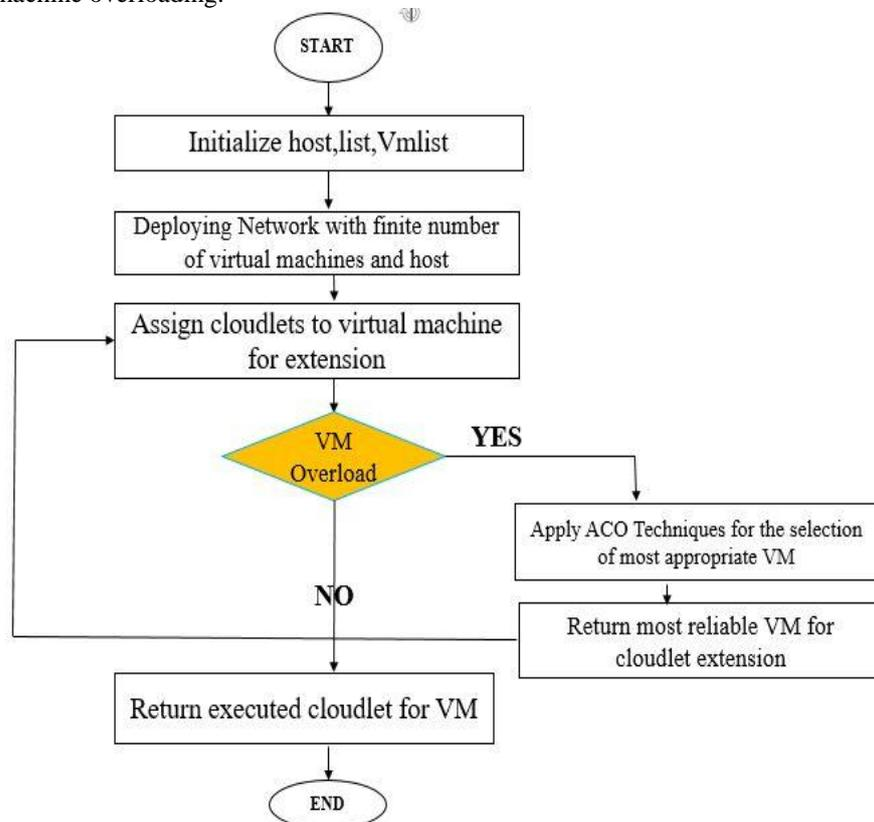 machine overloading.
START
Initialize host,list,Vmlist
Deploying Network with finite number
of virtual machines and host
Assign cloudlets to virtual machine
for extension
VM
Overload
YES
Apply ACO Techniques for the selection
of most appropriate VM
NO
Return most reliable VM for
cloudlet extension
Return executed cloudlet for VM
END